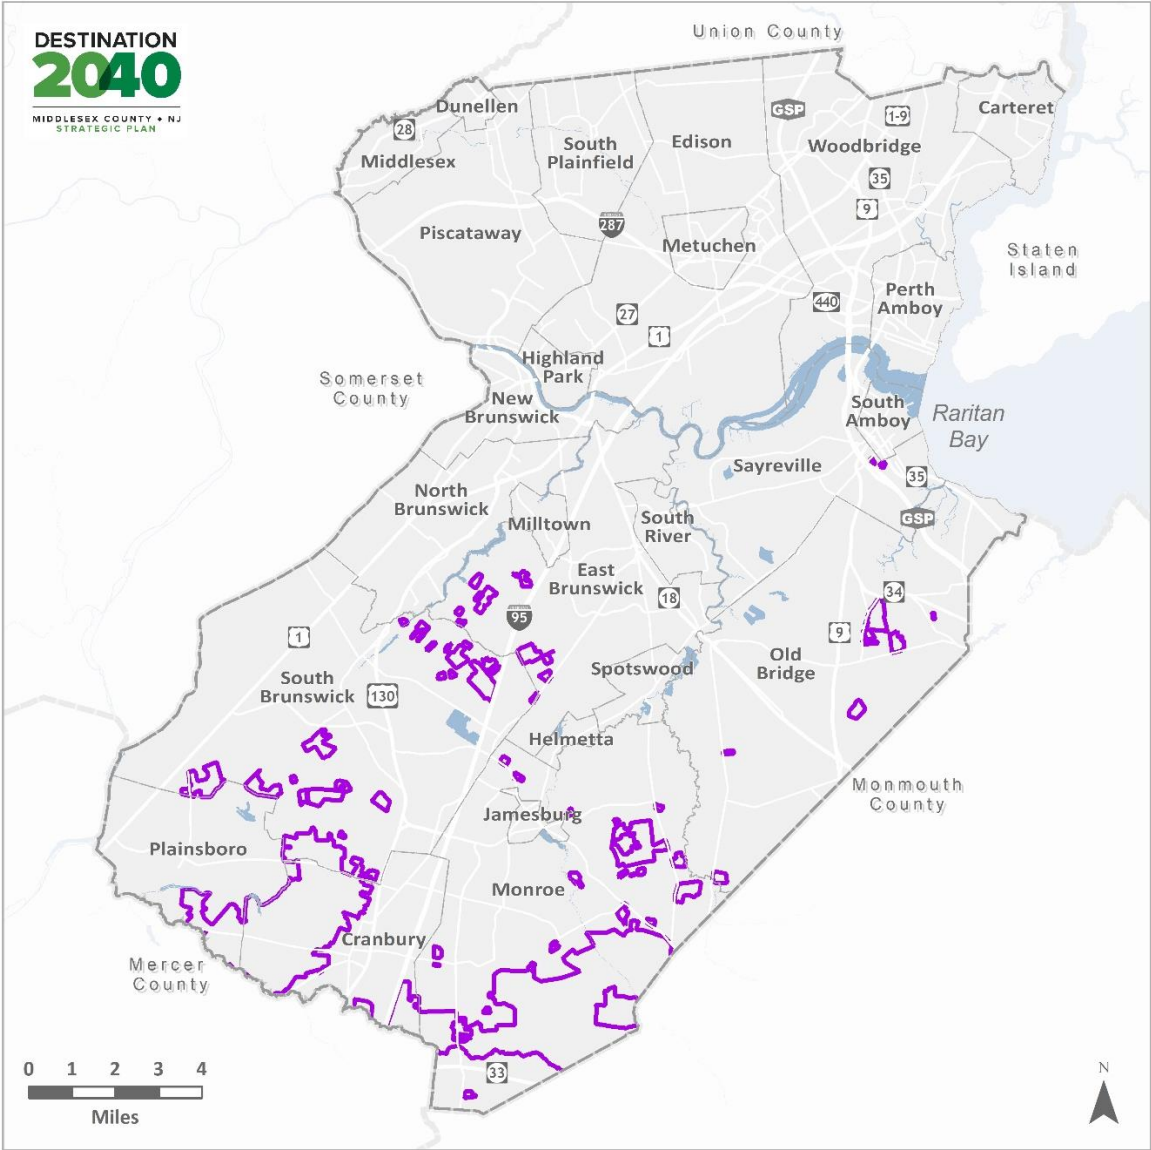 DESTINATION
2040
MIDDLESEX COUNTY • NJ
STRATEGIC PLAN
Union County
Dunellen
28
Middlesex
South
Plainfield
Edison
GSP
1-9
Carteret
Woodbridge
35
9
Piscataway
287
Metuchen
Staten
Island
Perth
Amboy
440
27
1
Highland
Park
Somerset
County
New
Brunswick
South
Amboy
Raritan
Bay
Sayreville
35
North
Brunswick
Milltown
South
River
GSP
East
Brunswick
18
34
95
9
1
South
Brunswick
130
Spotswood
Old
Bridge
Helmetta
Monmouth
County
Jamesburg
Plainsboro
Monroe
Cranbury
Mercer
County
33
0 1 2 3 4
Miles
N